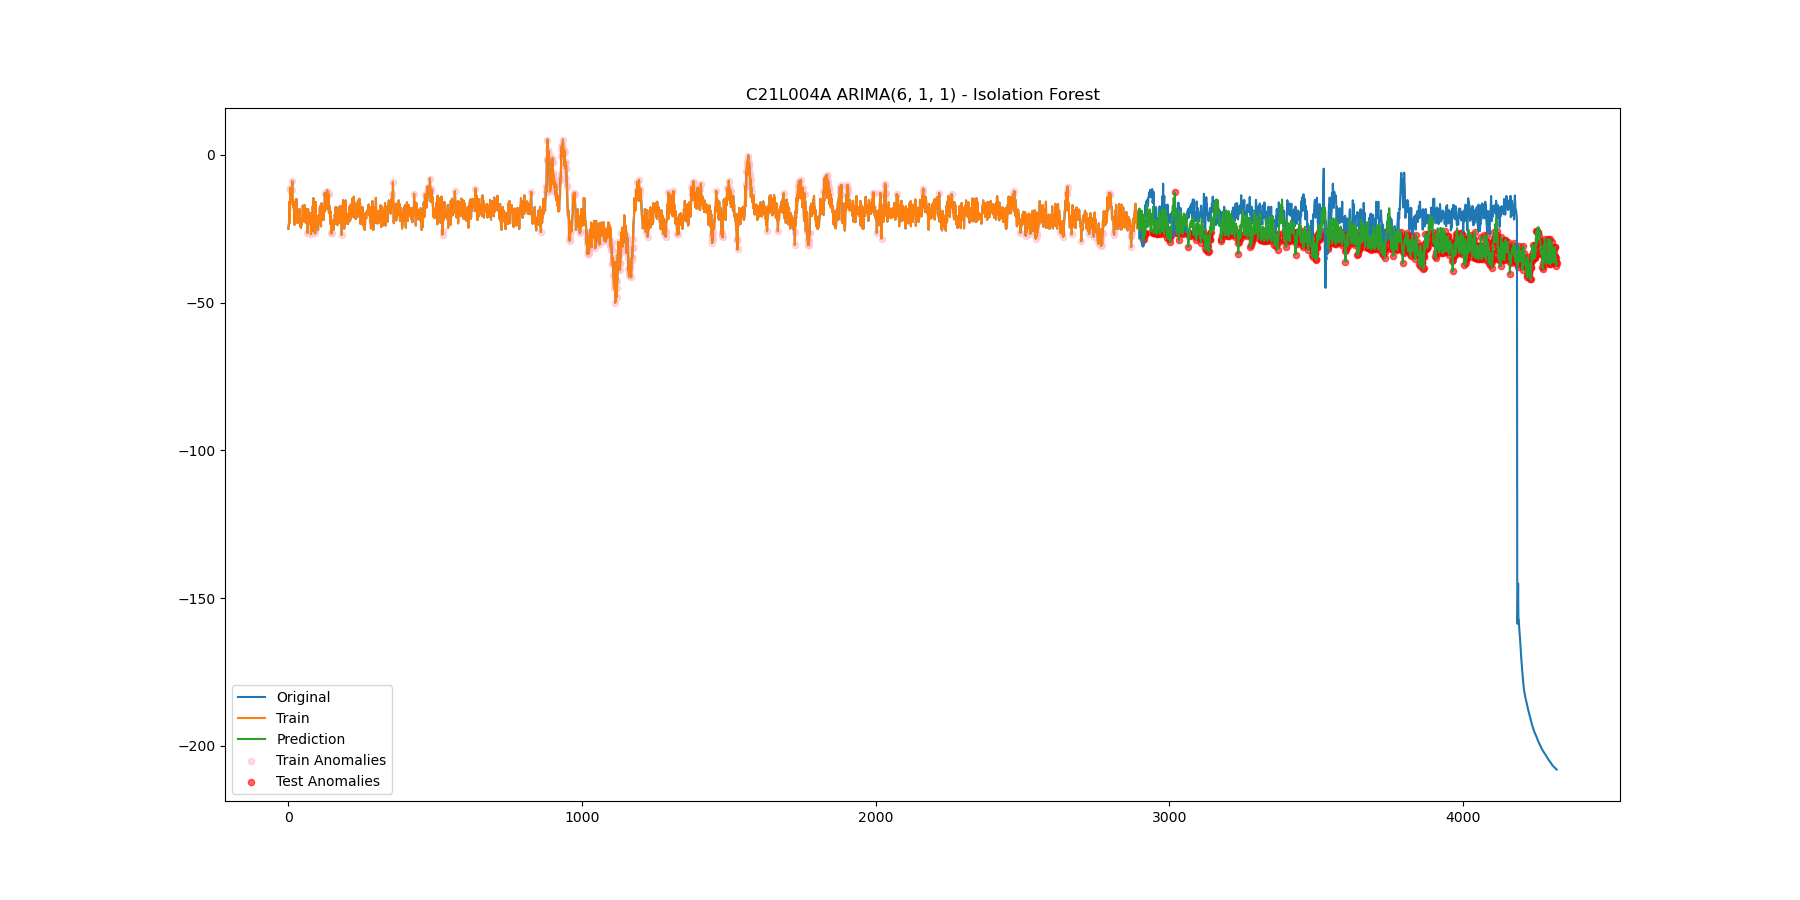 C21L004A ARIMA(6, 1, 1) - Isolation Forest
0
−50
−100
−150
−200
Original
Train
Prediction
Train Anomalies
Test Anomalies
0 1000 2000 3000 4000